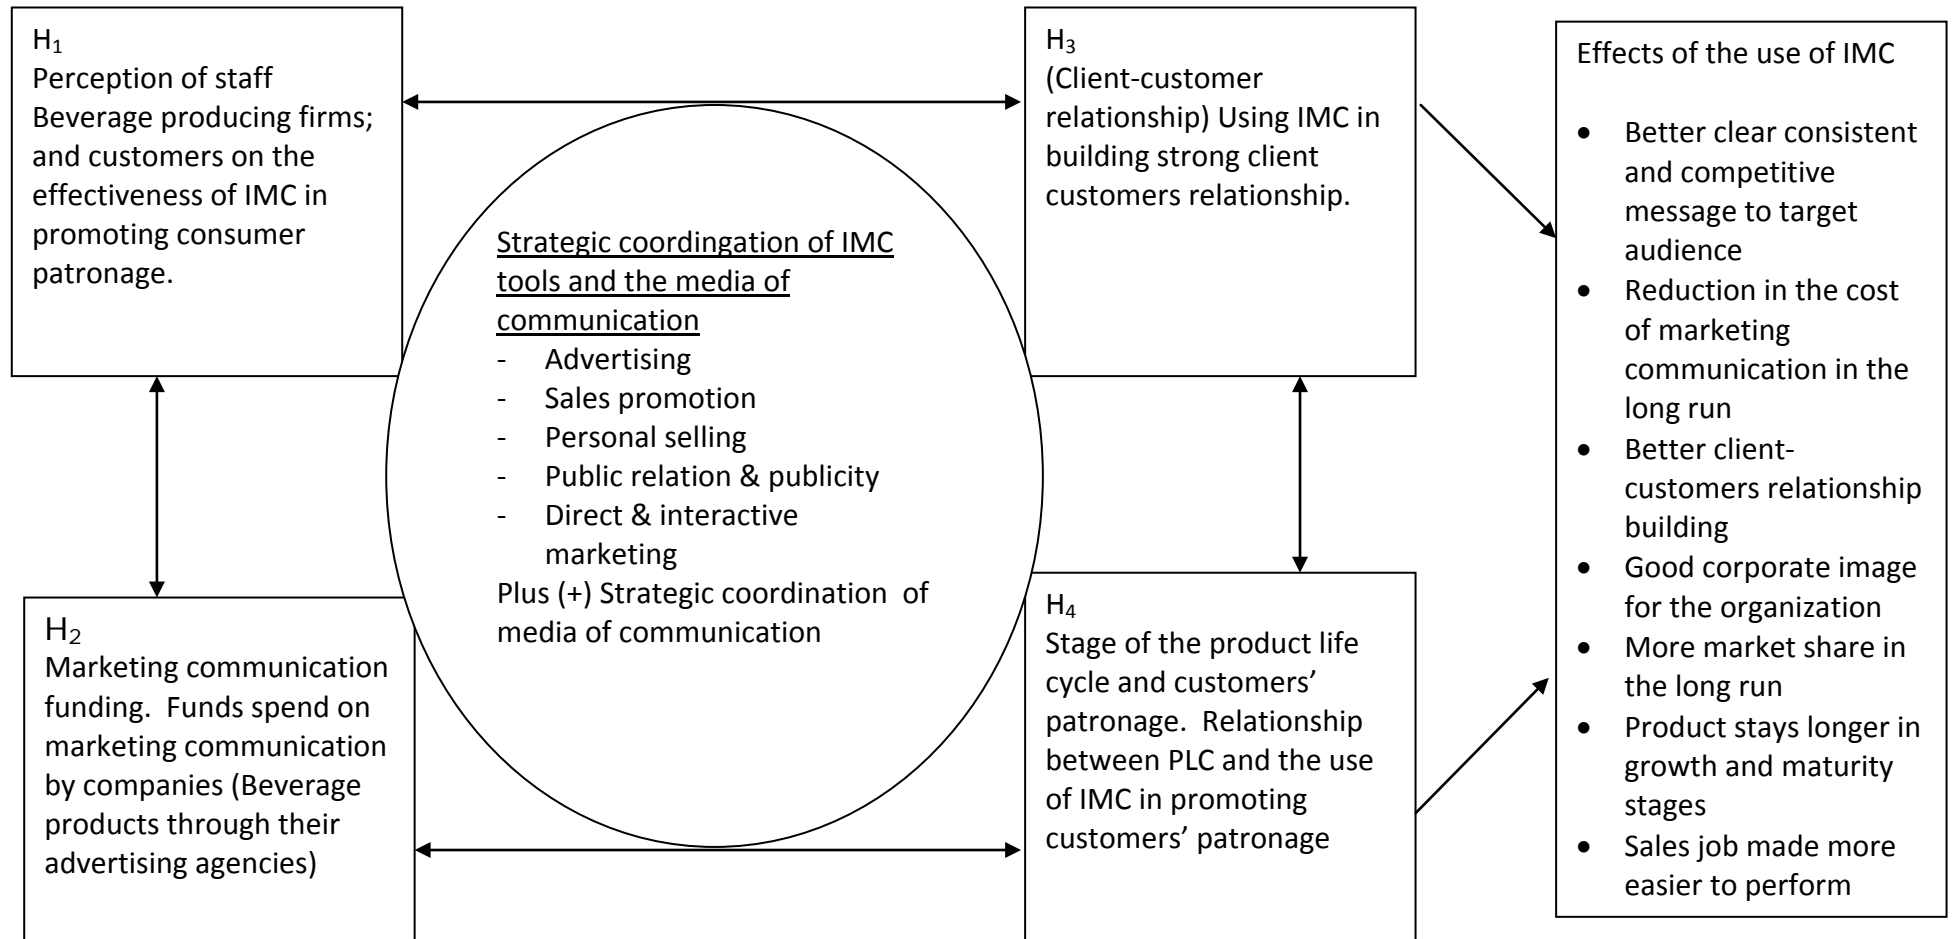 H₁
Perception of staff
Beverage producing firms;
and customers on the
effectiveness of IMC in
promoting consumer
patronage.
H₂
Marketing communication
funding.  Funds spend on
marketing communication
by companies (Beverage
products through their
advertising agencies)
Strategic coordingation of IMC
tools and the media of
communication
- Advertising
- Sales promotion
- Personal selling
- Public relation & publicity
- Direct & interactive
marketing
Plus (+) Strategic coordination  of
media of communication
H₃
(Client-customer
relationship) Using IMC in
building strong client
customers relationship.
H₄
Stage of the product life
cycle and customers’
patronage.  Relationship
between PLC and the use
of IMC in promoting
customers’ patronage
Effects of the use of IMC
• Better clear consistent
and competitive
message to target
audience
• Reduction in the cost
of marketing
communication in the
long run
• Better client-
customers relationship
building
• Good corporate image
for the organization
• More market share in
the long run
• Product stays longer in
growth and maturity
stages
• Sales job made more
easier to perform